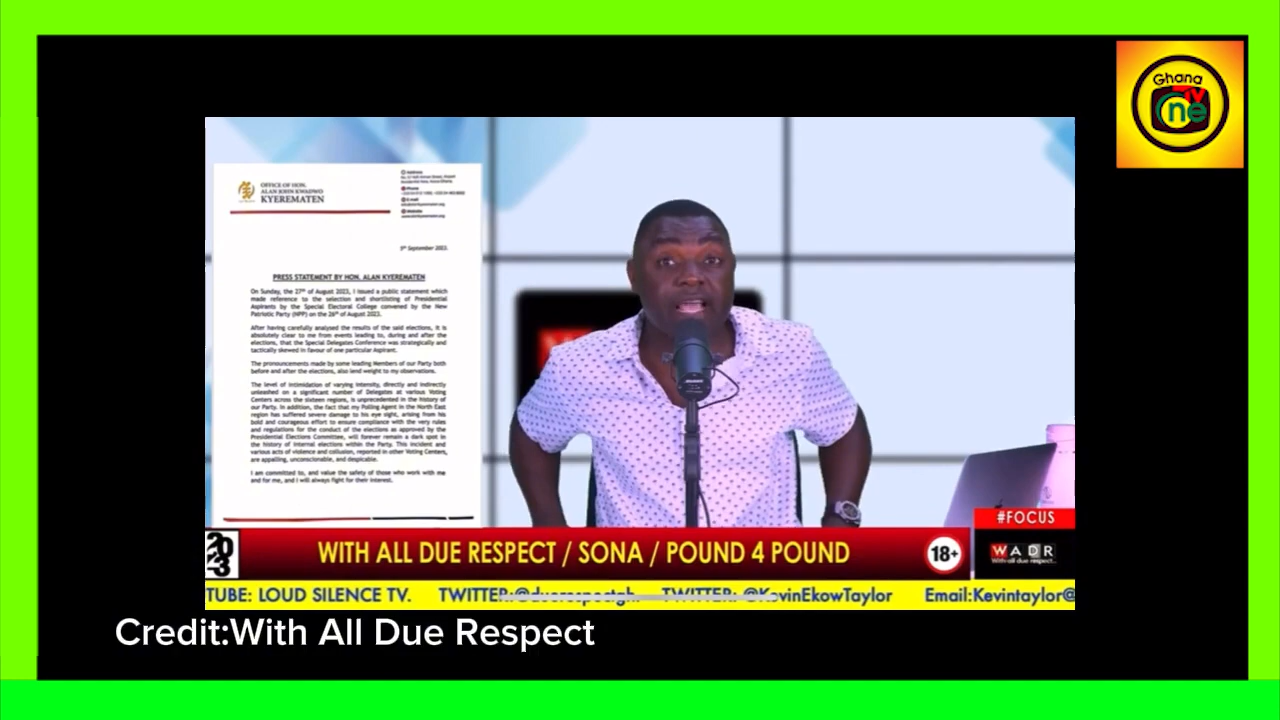 Ghana
TV
One
OFFICE OF HON.
ALAN JOHN KWADWO
KYEREMATEN
Address
Phone
E-mail
Website
5th September 2023.
PRESS STATEMENT BY HON. ALAN KYEREMATEN
On Sunday, the 27th of August 2023, I issued a public statement which
made reference to the selection and shortlisting of Presidential
Aspirants by the Special Electoral College convened by the New
Patriotic Party (NPP) on the 26th of August 2023.
After having carefully analysed the results of the said elections, it is
absolutely clear to me from events leading to, during and after the
elections, that the Special Delegates Conference was strategically and
tactically skewed in favour of one particular Aspirant.
The pronouncements made by some leading Members of our Party both
before and after the elections, also lend weight to my observations.
The level of intimidation of varying intensity, directly and indirectly
unleashed on a significant number of Delegates at various Voting
Centers across the sixteen regions, is unprecedented in the history of
our Party. In addition, the fact that my Polling Agent in the North East
region has suffered severe damage to his eye sight, arising from his
bold and courageous effort to ensure compliance with the very rules
and regulations for the conduct of the elections as approved by the
Presidential Elections Committee, will forever remain a dark spot in
the history of internal elections within the Party. This incident and
various acts of violence and collusion, reported in other Voting Centers,
are appalling, unconscionable, and despicable.
I am committed to, and value the safety of those who work with me
and for me, and I will always fight for their interest.
#FOCUS
20
23
WITH ALL DUE RESPECT / SONA / POUND 4 POUND
18+
WADR
With all due respect...
TUBE: LOUD SILENCE TV. TWITTER:@duerespectgh. TWITTER: @KevinEkowTaylor Email:Kevintaylor@
Credit:With All Due Respect